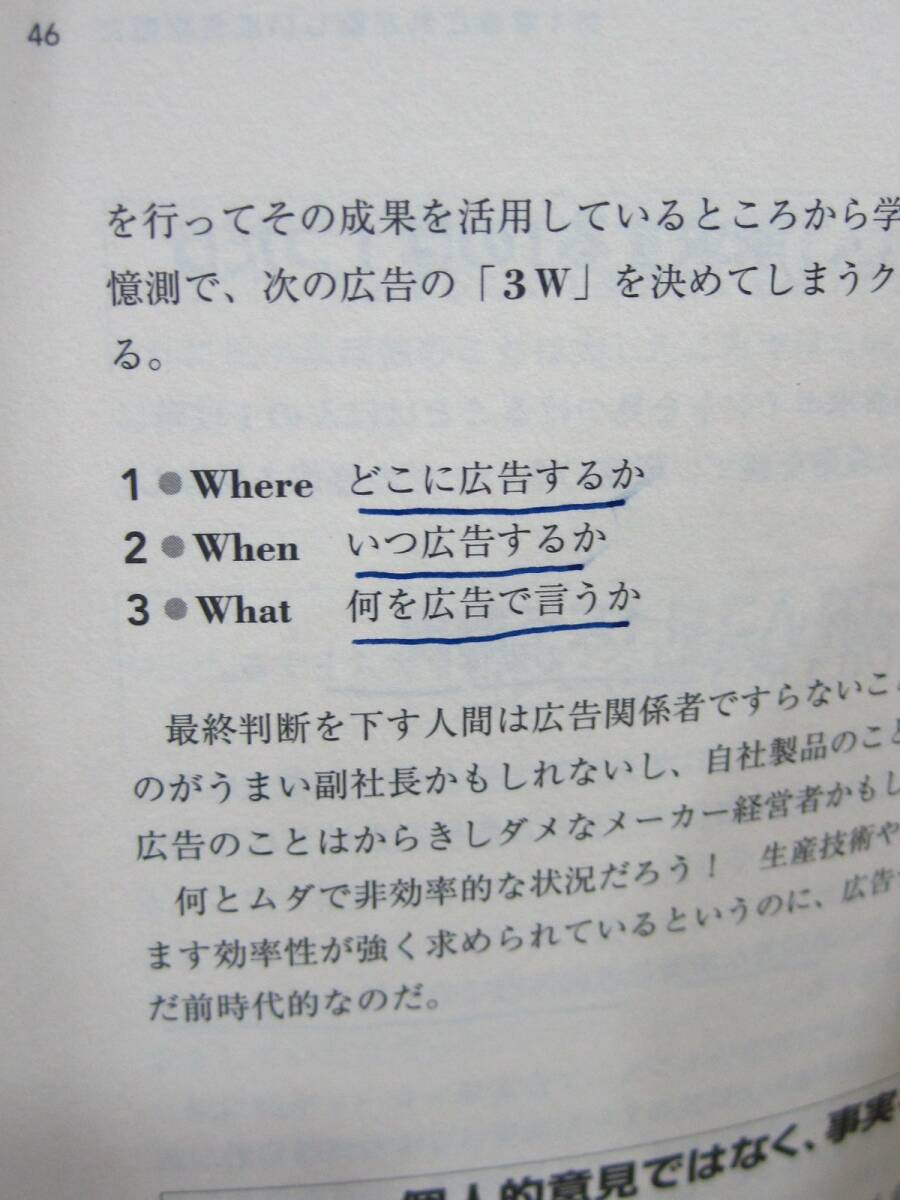 46
を行ってその成果を活用しているところから学
憶測で、次の広告の「3W」を決めてしまうク
る。
1 ● Where どこに広告するか
2 ● When いつ広告するか
3 ● What 何を広告で言うか
最終判断を下す人間は広告関係者ですらないこ
のがうまい副社長かもしれないし、自社製品のこと
広告のことはからきしダメなメーカー経営者かもし
何とムダで非効率的な状況だろう! 生産技術や
ます効率性が強く求められているというのに、広告
だ前時代的なのだ。
個人的意見ではなく、事実